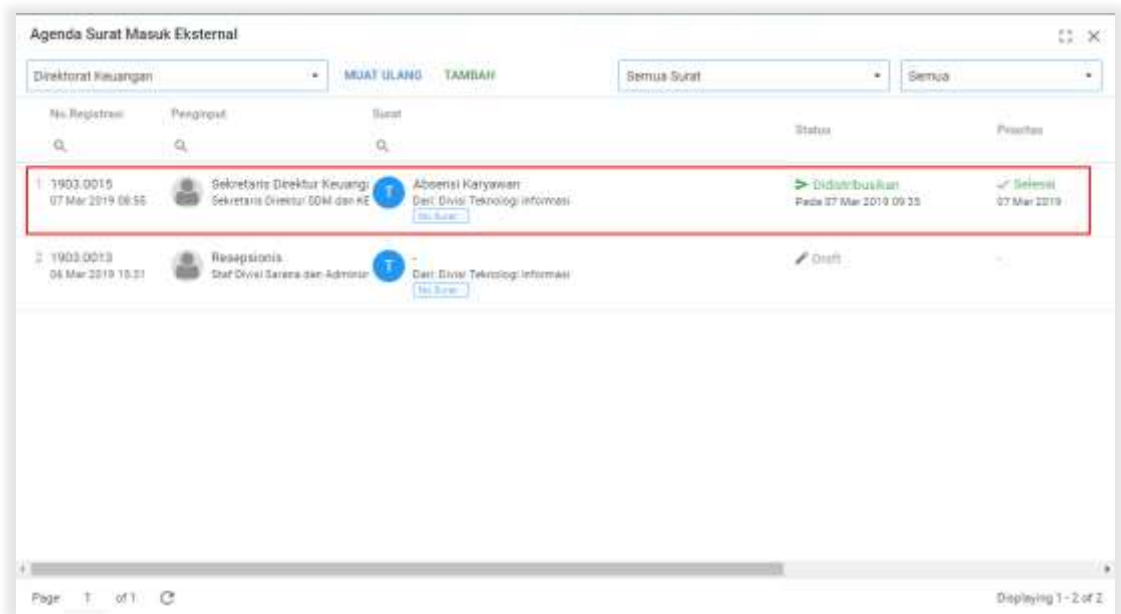 Agenda Surat Masuk Eksternal
Direktorat Keuangan MUAT ULANG TAMBAH Semua Surat Semua
No.Registrasi Penginput Surat Status Prioritas
1 1903.0015 Sekretaris Direktur Keuanga T Absensi Karyawan Didistribusikan Selesai
07 Mar 2019 08:56 Sekretaris Direktur SDM dan KE Dari: Divisi Teknologi Informasi Pada 07 Mar 2019 09:35 07 Mar 2019
No.Surat:
2 1903.0013 Resepsionis T - Draft -
06 Mar 2019 Staf Divisi Sarana dan Adminis Dari: Divisi Teknologi Informasi
No.Surat:
Page 1 of 1 Displaying 1 - 2 of 2